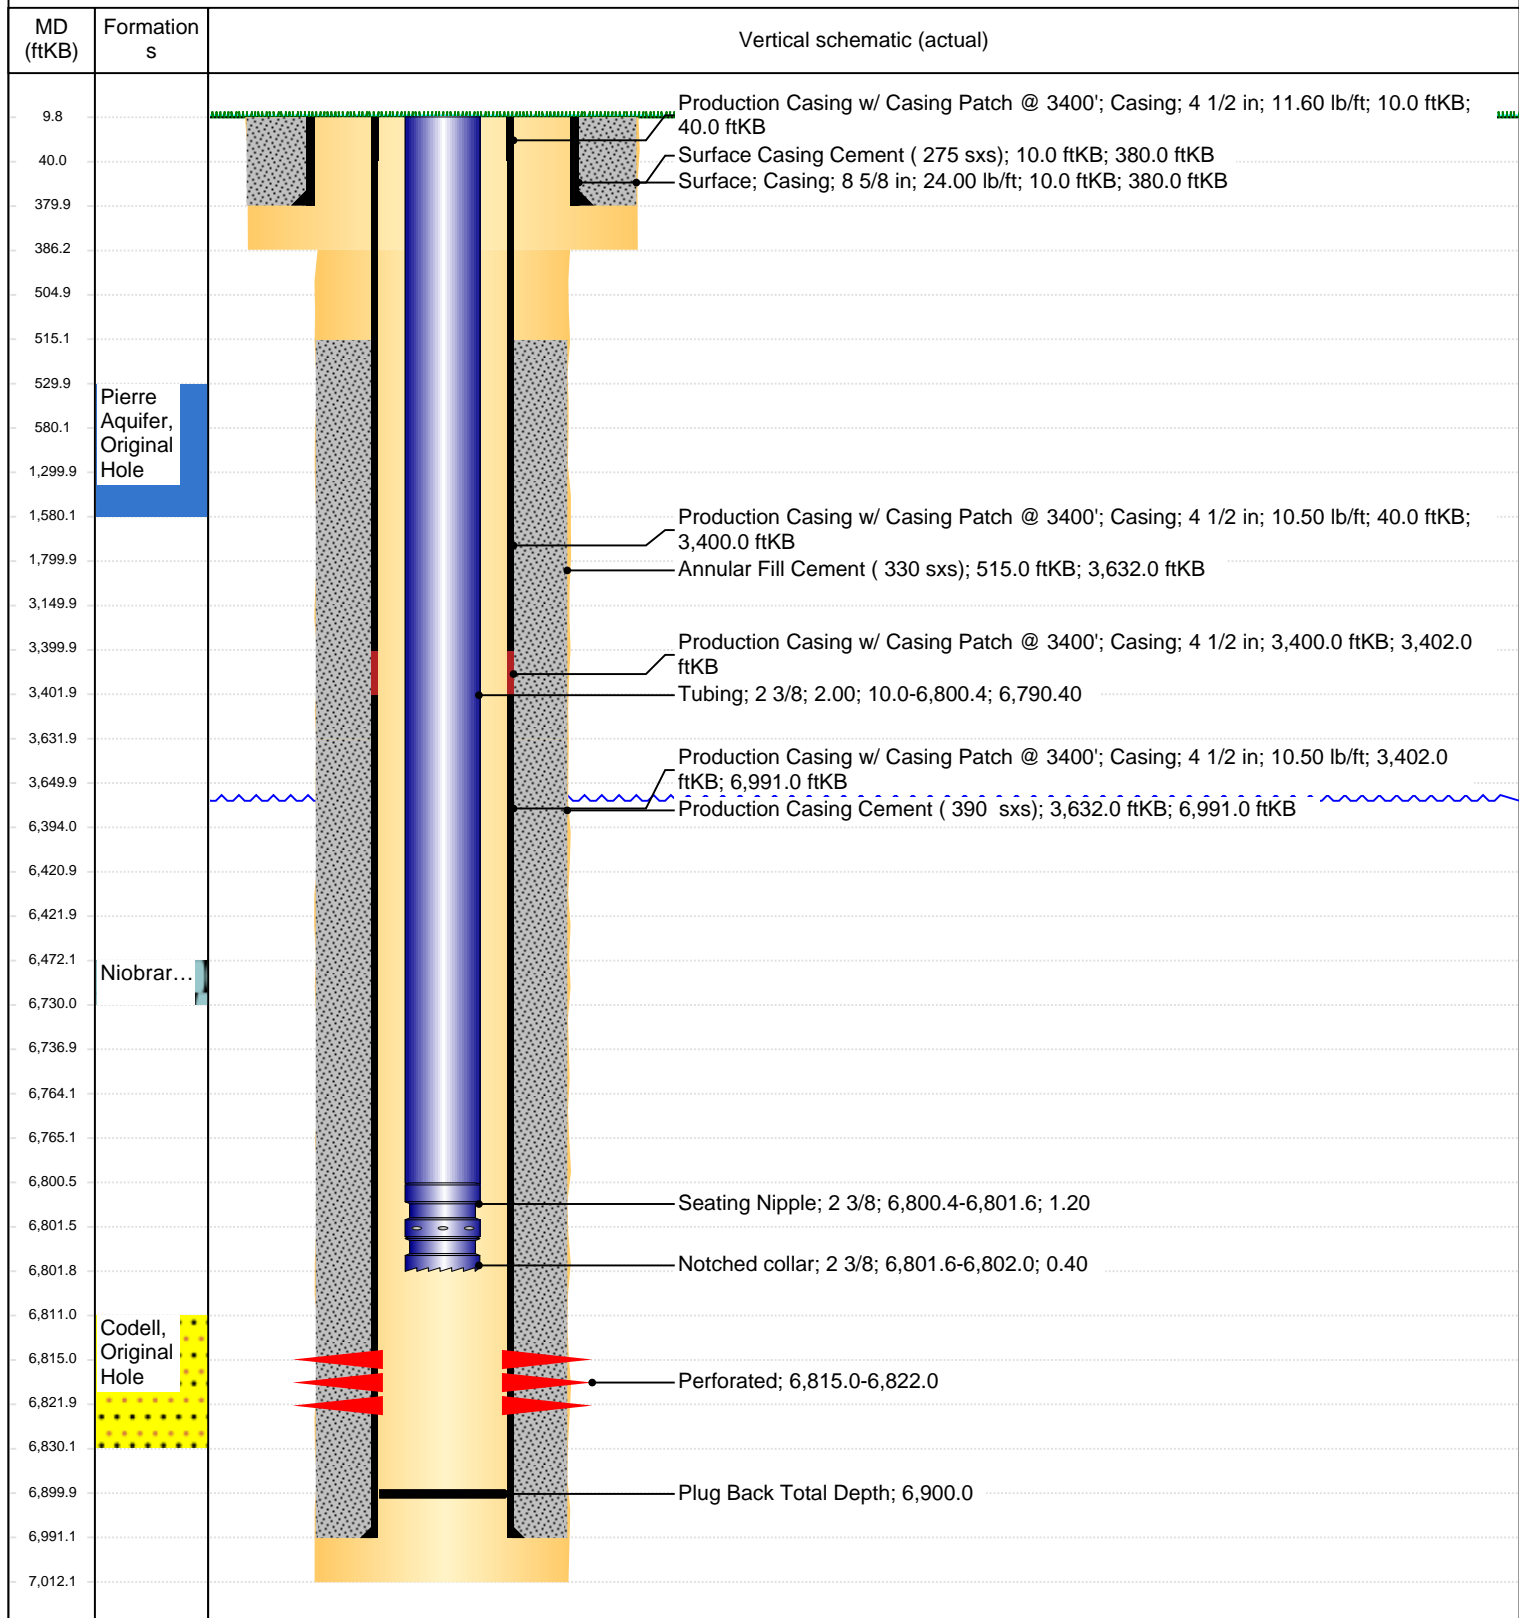 MD
(ftKB)
Formation
s
Vertical schematic (actual)
9.8
40.0
379.9
386.2
504.9
515.1
529.9
580.1
1,299.9
1,580.1
1,799.9
3,149.9
3,399.9
3,401.9
3,631.9
3,649.9
6,394.0
6,420.9
6,421.9
6,472.1
6,730.0
6,736.9
6,764.1
6,765.1
6,800.5
6,801.5
6,801.8
6,811.0
6,815.0
6,821.9
6,830.1
6,899.9
6,991.1
7,012.1
Pierre
Aquifer,
Original
Hole
Niobrar…
Codell,
Original
Hole
Production Casing w/ Casing Patch @ 3400'; Casing; 4 1/2 in; 11.60 lb/ft; 10.0 ftKB;
40.0 ftKB
Surface Casing Cement ( 275 sxs); 10.0 ftKB; 380.0 ftKB
Surface; Casing; 8 5/8 in; 24.00 lb/ft; 10.0 ftKB; 380.0 ftKB
Production Casing w/ Casing Patch @ 3400'; Casing; 4 1/2 in; 10.50 lb/ft; 40.0 ftKB;
3,400.0 ftKB
Annular Fill Cement ( 330 sxs); 515.0 ftKB; 3,632.0 ftKB
Production Casing w/ Casing Patch @ 3400'; Casing; 4 1/2 in; 3,400.0 ftKB; 3,402.0
ftKB
Tubing; 2 3/8; 2.00; 10.0-6,800.4; 6,790.40
Production Casing w/ Casing Patch @ 3400'; Casing; 4 1/2 in; 10.50 lb/ft; 3,402.0
ftKB; 6,991.0 ftKB
Production Casing Cement ( 390 sxs); 3,632.0 ftKB; 6,991.0 ftKB
Seating Nipple; 2 3/8; 6,800.4-6,801.6; 1.20
Notched collar; 2 3/8; 6,801.6-6,802.0; 0.40
Perforated; 6,815.0-6,822.0
Plug Back Total Depth; 6,900.0